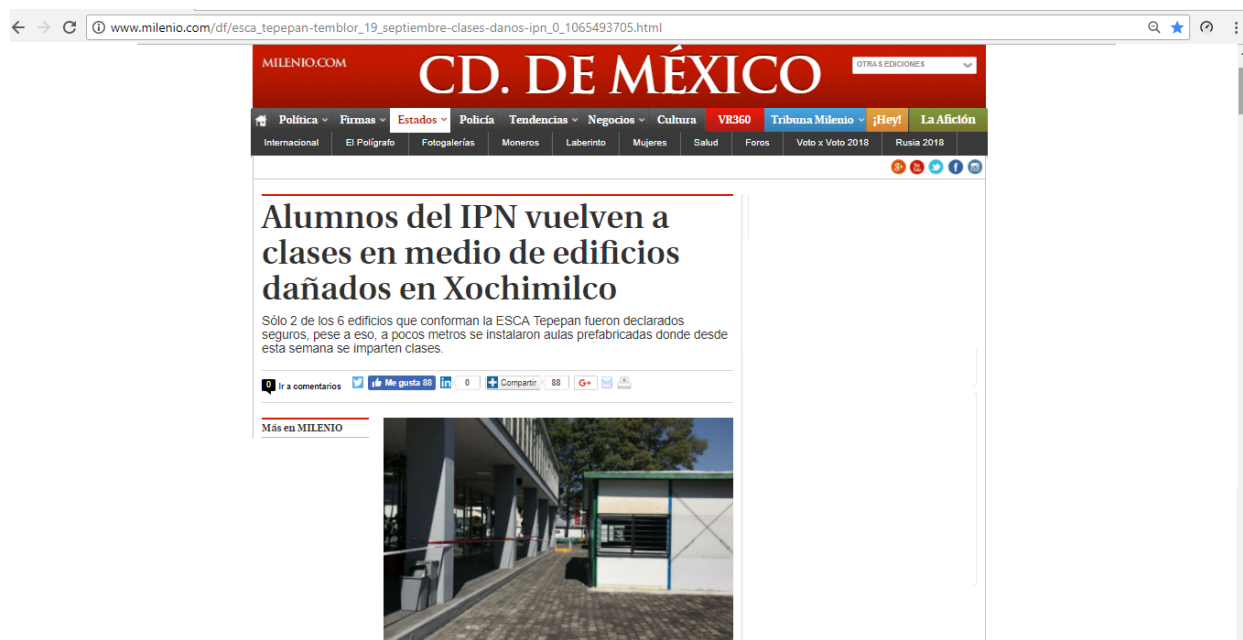 www.milenio.com/df/esca_tepepan-temblor_19_septiembre-clases-danos-ipn_0_1065493705.html
MILENIO.COM
CD. DE MÉXICO
OTRAS EDICIONES
Política Firmas Estados Policía Tendencias Negocios Cultura VR360 Tribuna Milenio ¡Hey! La Afición
Internacional El Polígrafo Fotogalerías Moneros Laberinto Mujeres Salud Foros Voto x Voto 2018 Rusia 2018
Alumnos del IPN vuelven a
clases en medio de edificios
dañados en Xochimilco
Sólo 2 de los 6 edificios que conforman la ESCA Tepepan fueron declarados
seguros, pese a eso, a pocos metros se instalaron aulas prefabricadas donde desde
esta semana se imparten clases.
0 Ir a comentarios Me gusta 88 in 0 Compartir 88 G+
Más en MILENIO